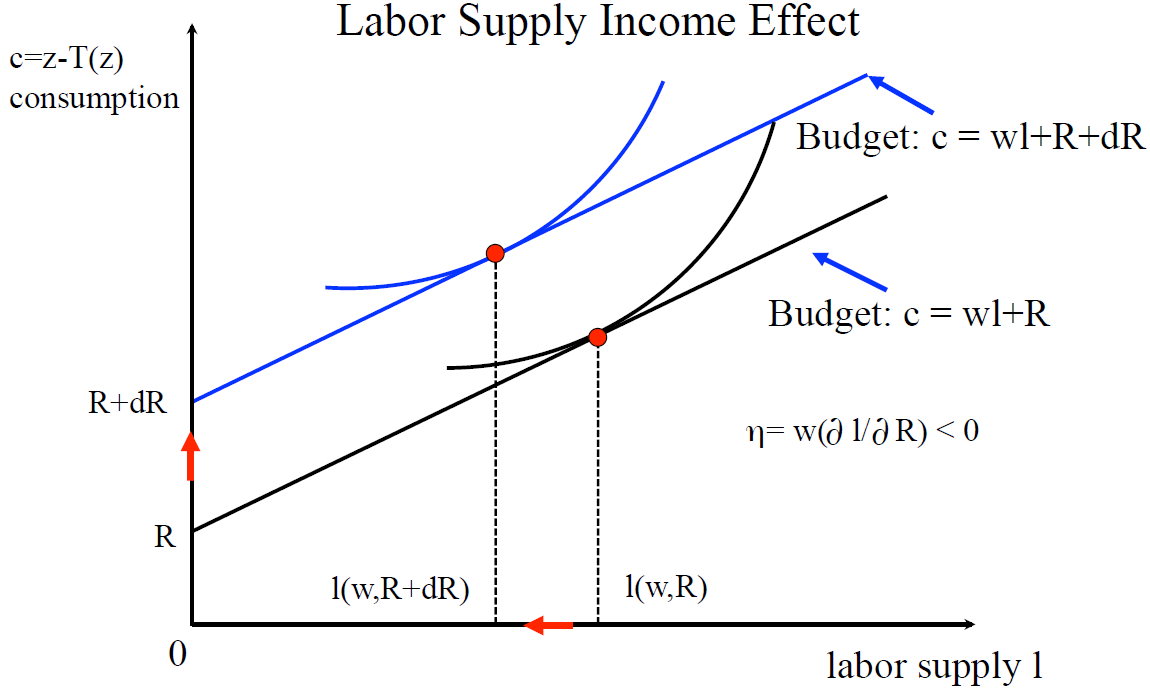 Labor Supply Income Effect
c=z-T(z)
consumption
Budget: c = wl+R+dR
Budget: c = wl+R
R+dR
η= w(∂ l/∂ R) < 0
R
l(w,R+dR)
l(w,R)
0
labor supply l